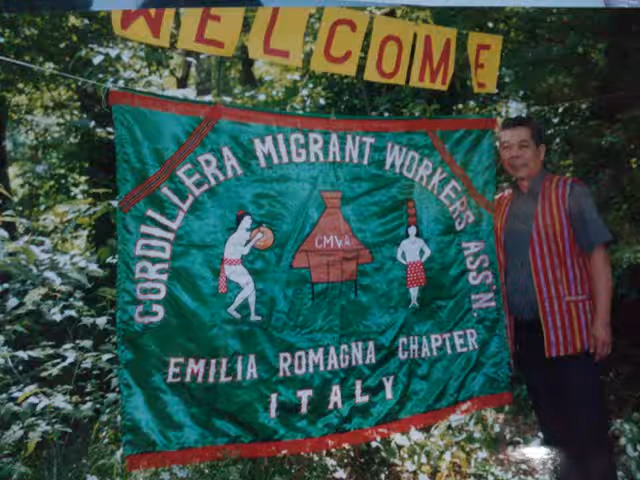 WELCOME
CORDILLERA MIGRANT WORKERS ASS'N.
CMWA
EMILIA ROMAGNA CHAPTER
ITALY